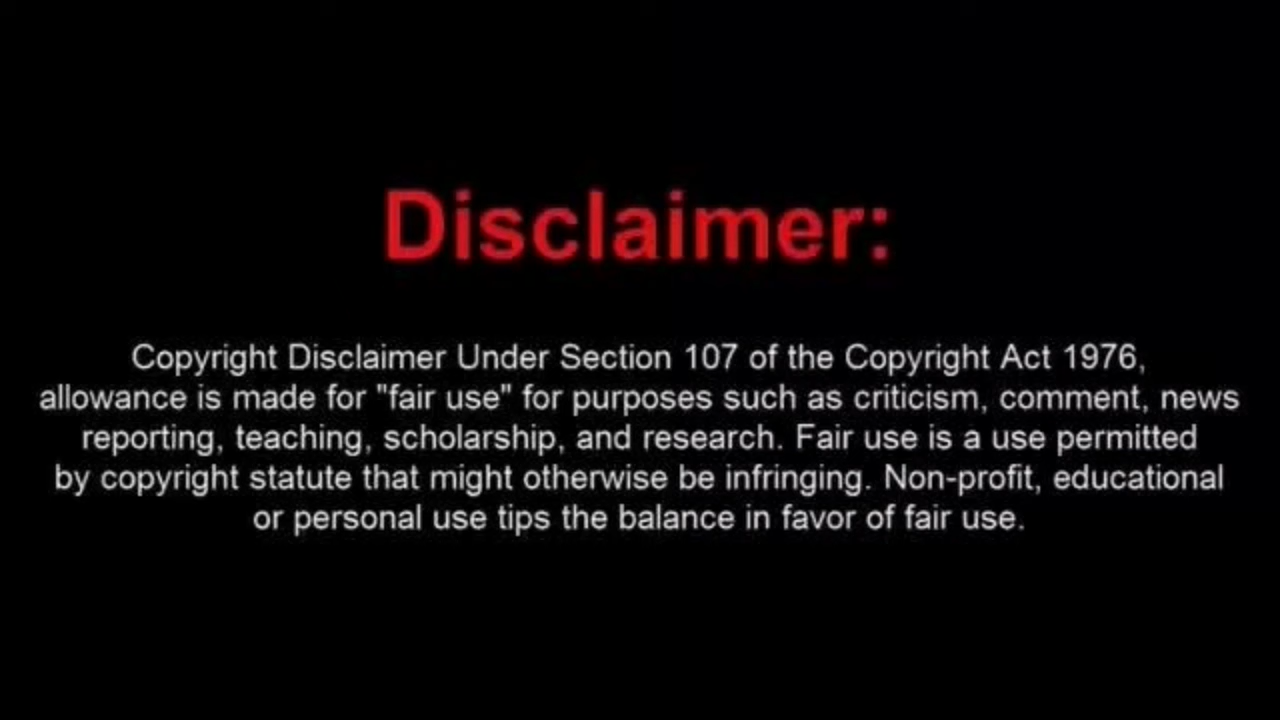 Disclaimer:
Copyright Disclaimer Under Section 107 of the Copyright Act 1976,
allowance is made for "fair use" for purposes such as criticism, comment, news
reporting, teaching, scholarship, and research. Fair use is a use permitted
by copyright statute that might otherwise be infringing. Non-profit, educational
or personal use tips the balance in favor of fair use.